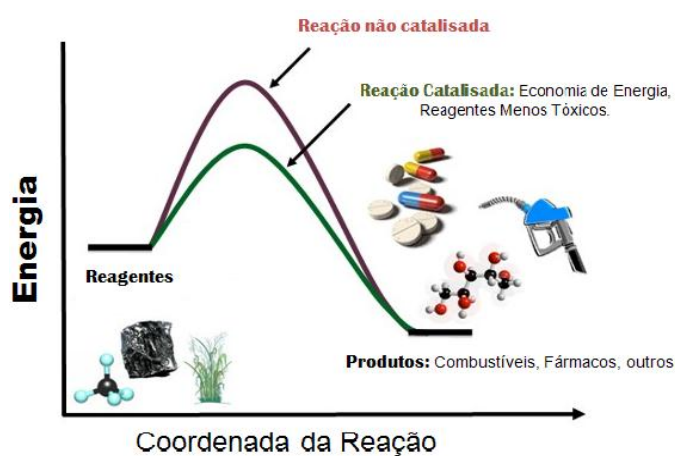 Reação não catalisada
Reação Catalisada: Economia de Energia,
Reagentes Menos Tóxicos.
Energia
Reagentes
Produtos: Combustíveis, Fármacos, outros
Coordenada da Reação